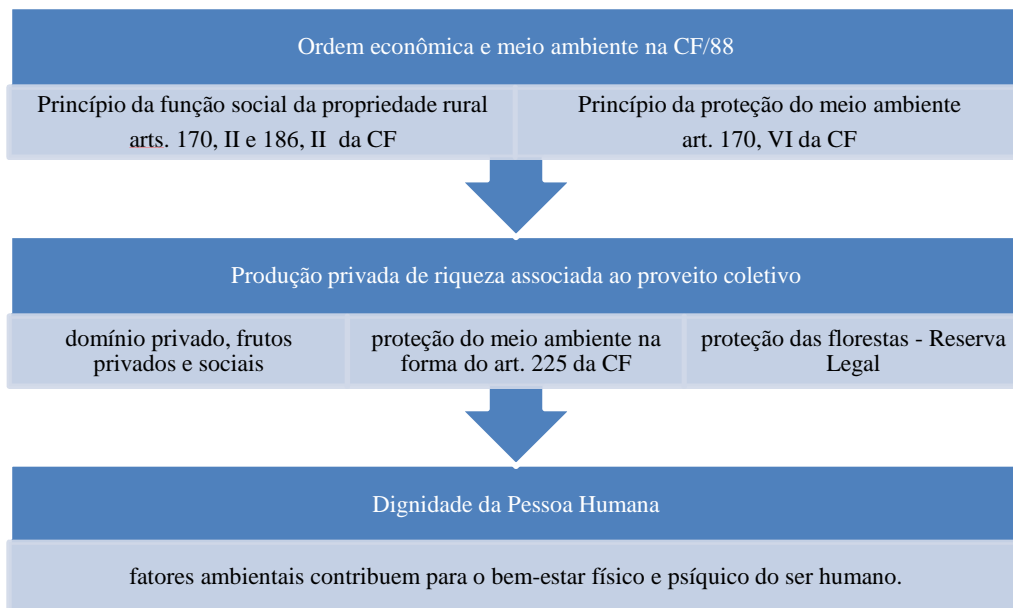 Ordem econômica e meio ambiente na CF/88
Princípio da função social da propriedade rural
arts. 170, II e 186, II  da CF
Princípio da proteção do meio ambiente
art. 170, VI da CF
Produção privada de riqueza associada ao proveito coletivo
domínio privado, frutos
privados e sociais
proteção do meio ambiente na
forma do art. 225 da CF
proteção das florestas - Reserva
Legal
Dignidade da Pessoa Humana
fatores ambientais contribuem para o bem-estar físico e psíquico do ser humano.